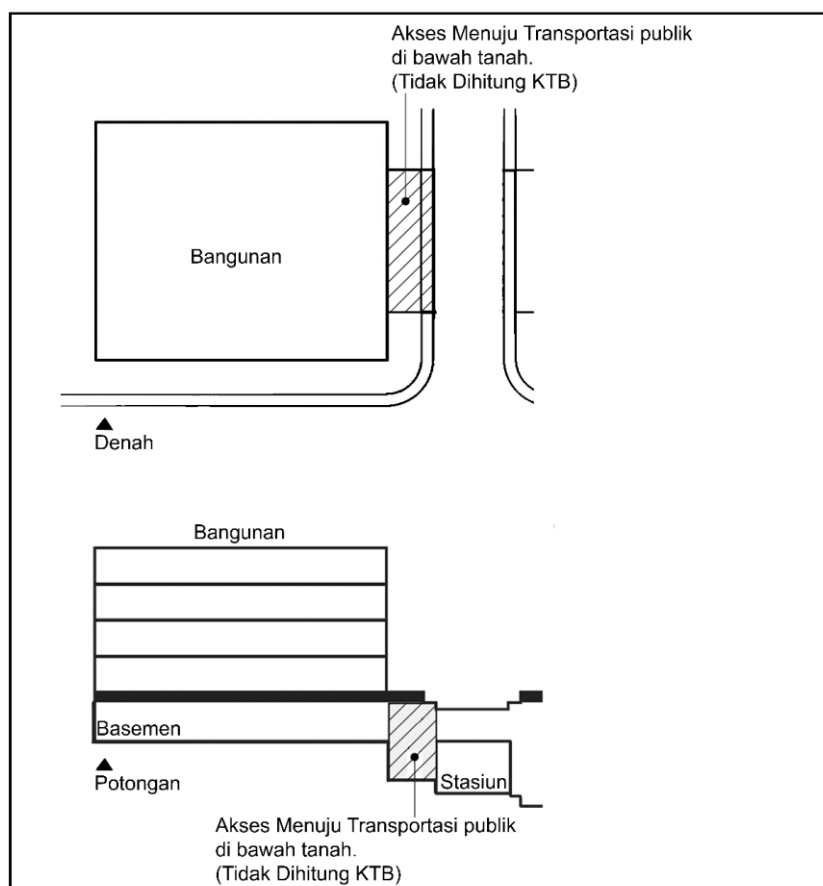 Akses Menuju Transportasi publik
di bawah tanah.
(Tidak Dihitung KTB)
Bangunan
Denah
Bangunan
Basemen
Potongan
Stasiun
Akses Menuju Transportasi publik
di bawah tanah.
(Tidak Dihitung KTB)